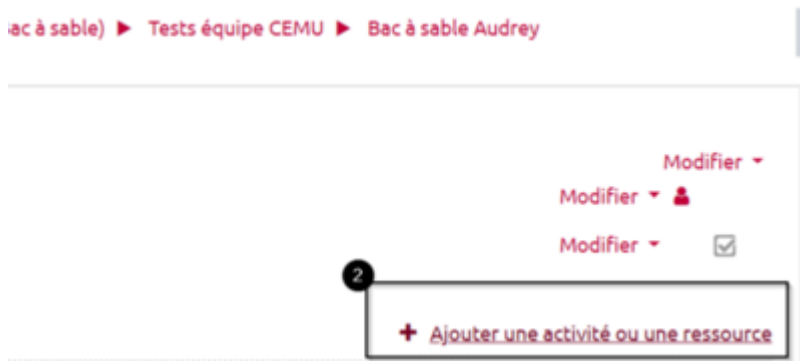 ac à sable) ▶ Tests équipe CEMU ▶ Bac à sable Audrey
Modifier
Modifier
Modifier
2
+ Ajouter une activité ou une ressource